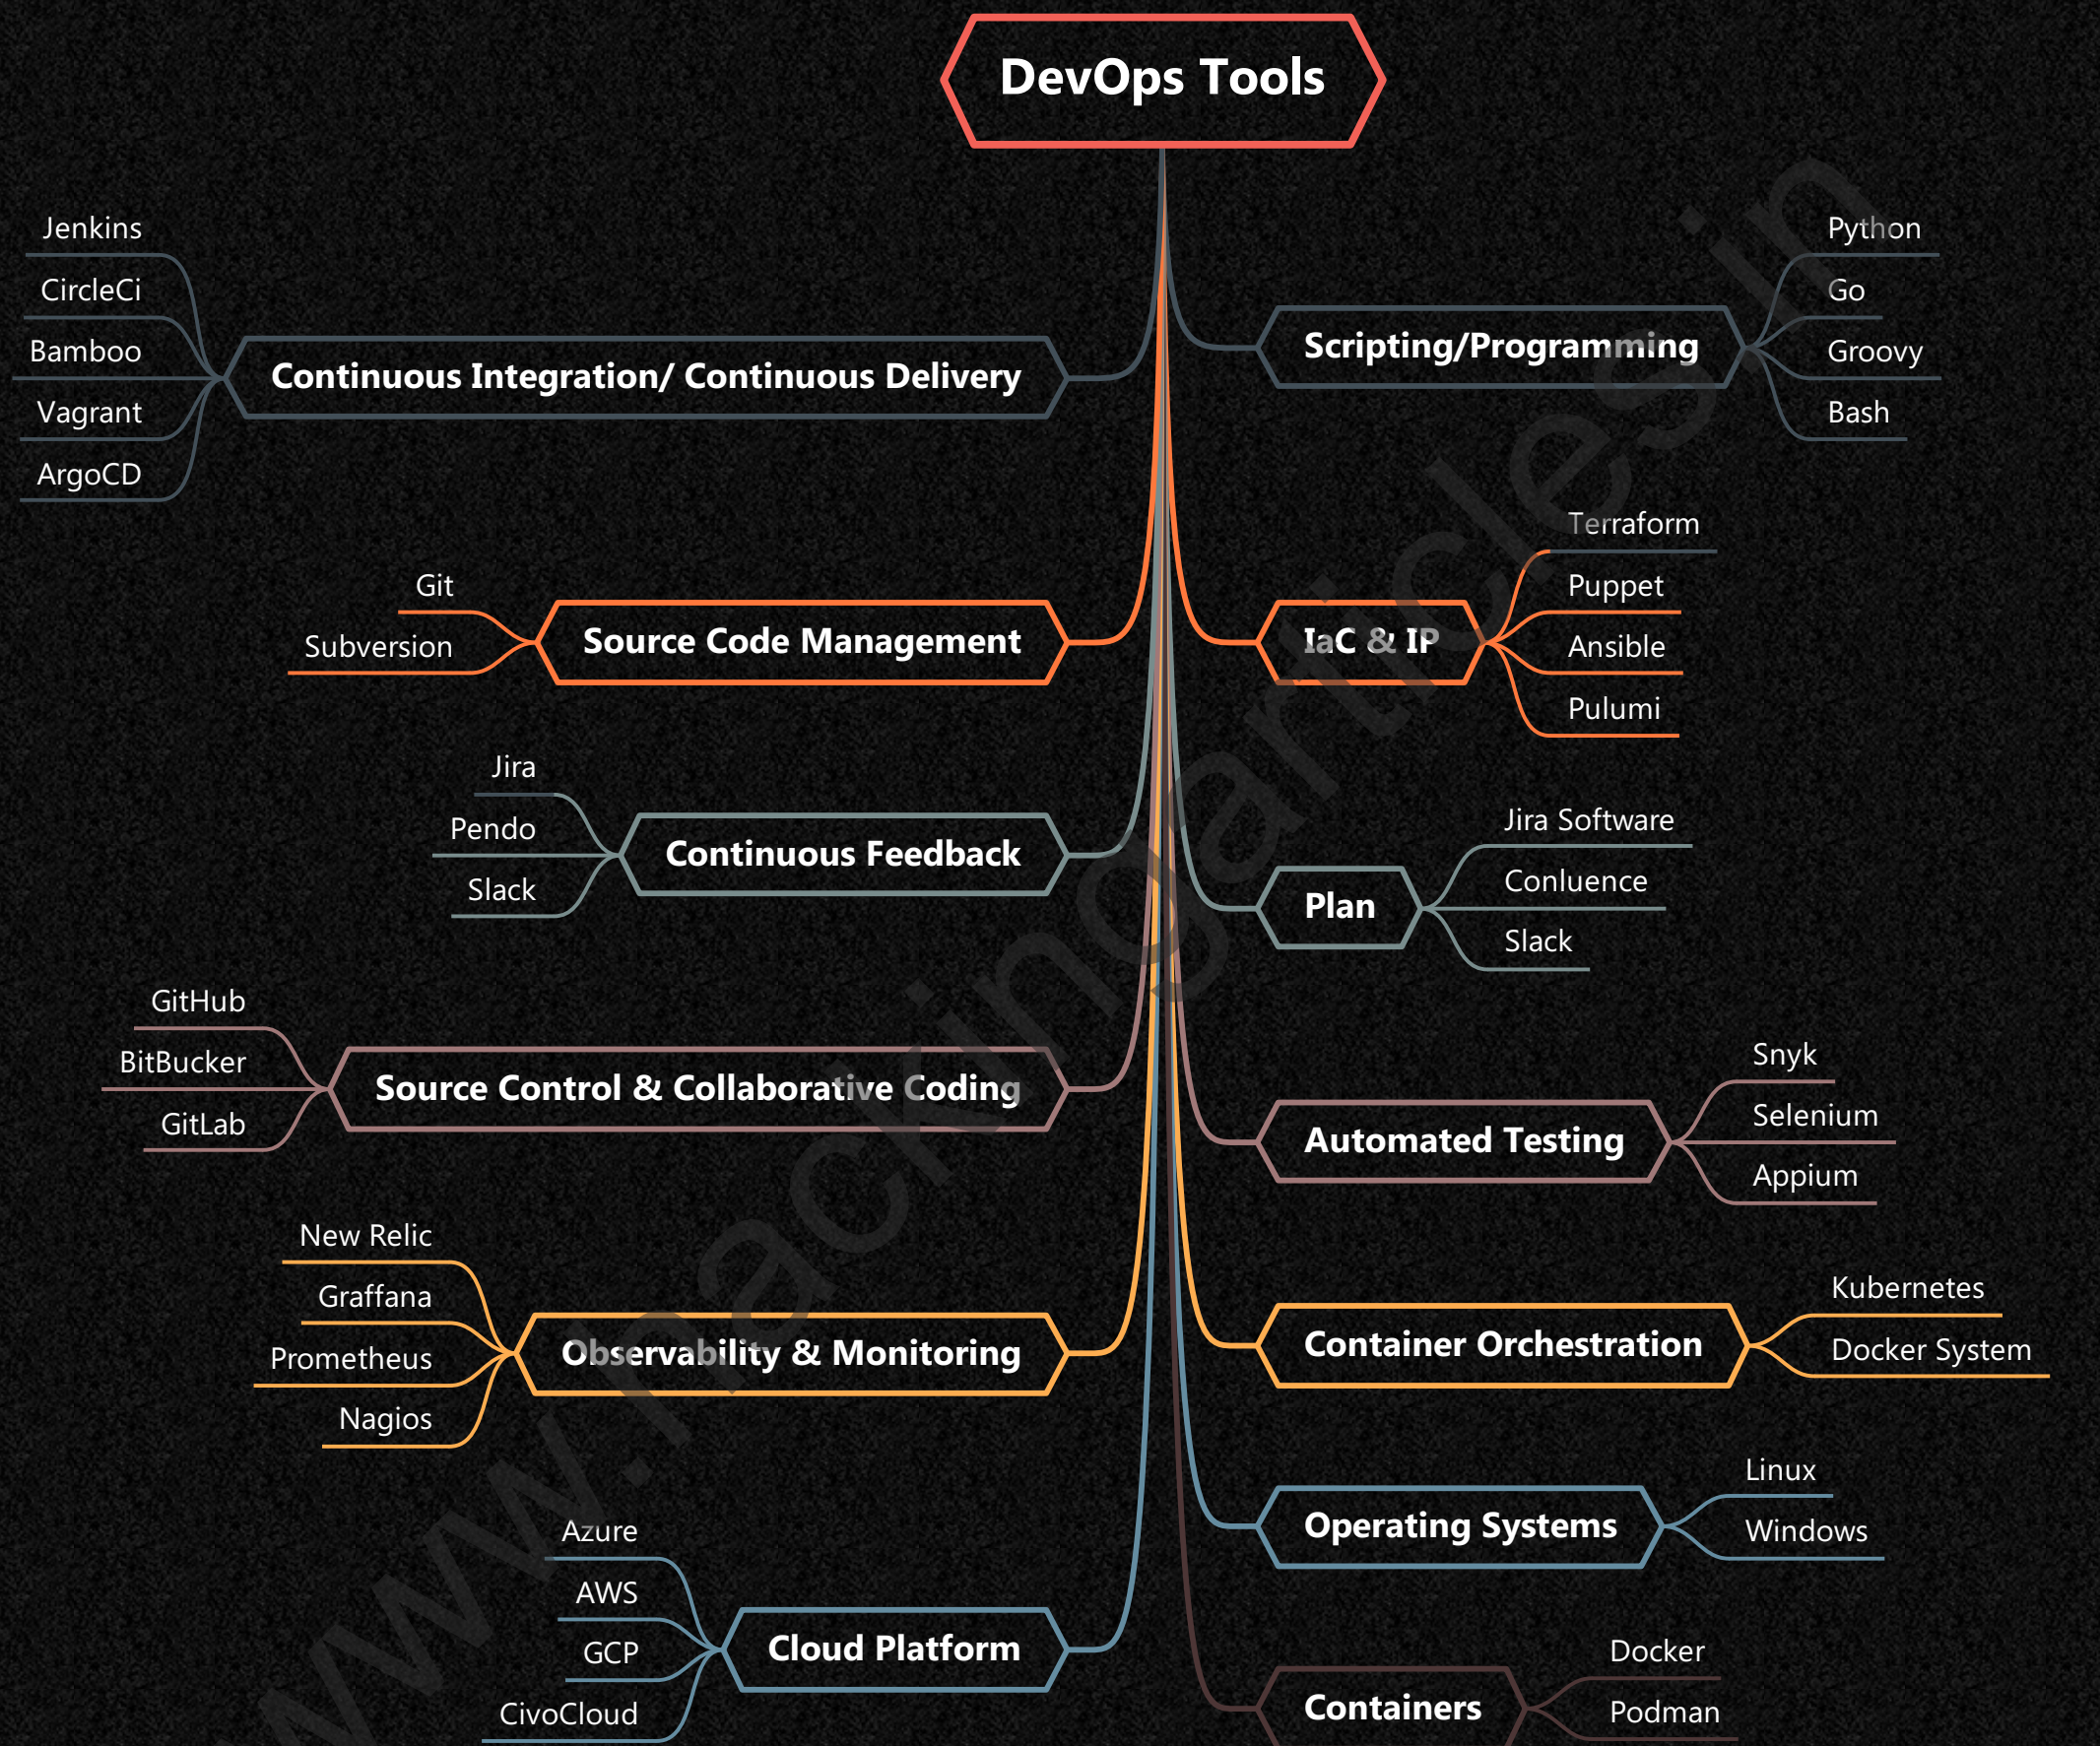 DevOps Tools
Jenkins
CircleCi
Bamboo
Vagrant
ArgoCD
Continuous Integration/ Continuous Delivery
Git
Subversion
Source Code Management
Jira
Pendo
Slack
Continuous Feedback
GitHub
BitBucker
GitLab
Source Control & Collaborative Coding
New Relic
Graffana
Prometheus
Nagios
Observability & Monitoring
Azure
AWS
GCP
CivoCloud
Cloud Platform
Scripting/Programming
Python
Go
Groovy
Bash
IaC & IP
Terraform
Puppet
Ansible
Pulumi
Plan
Jira Software
Conluence
Slack
Automated Testing
Snyk
Selenium
Appium
Container Orchestration
Kubernetes
Docker System
Operating Systems
Linux
Windows
Containers
Docker
Podman
www.hackingarticles.in